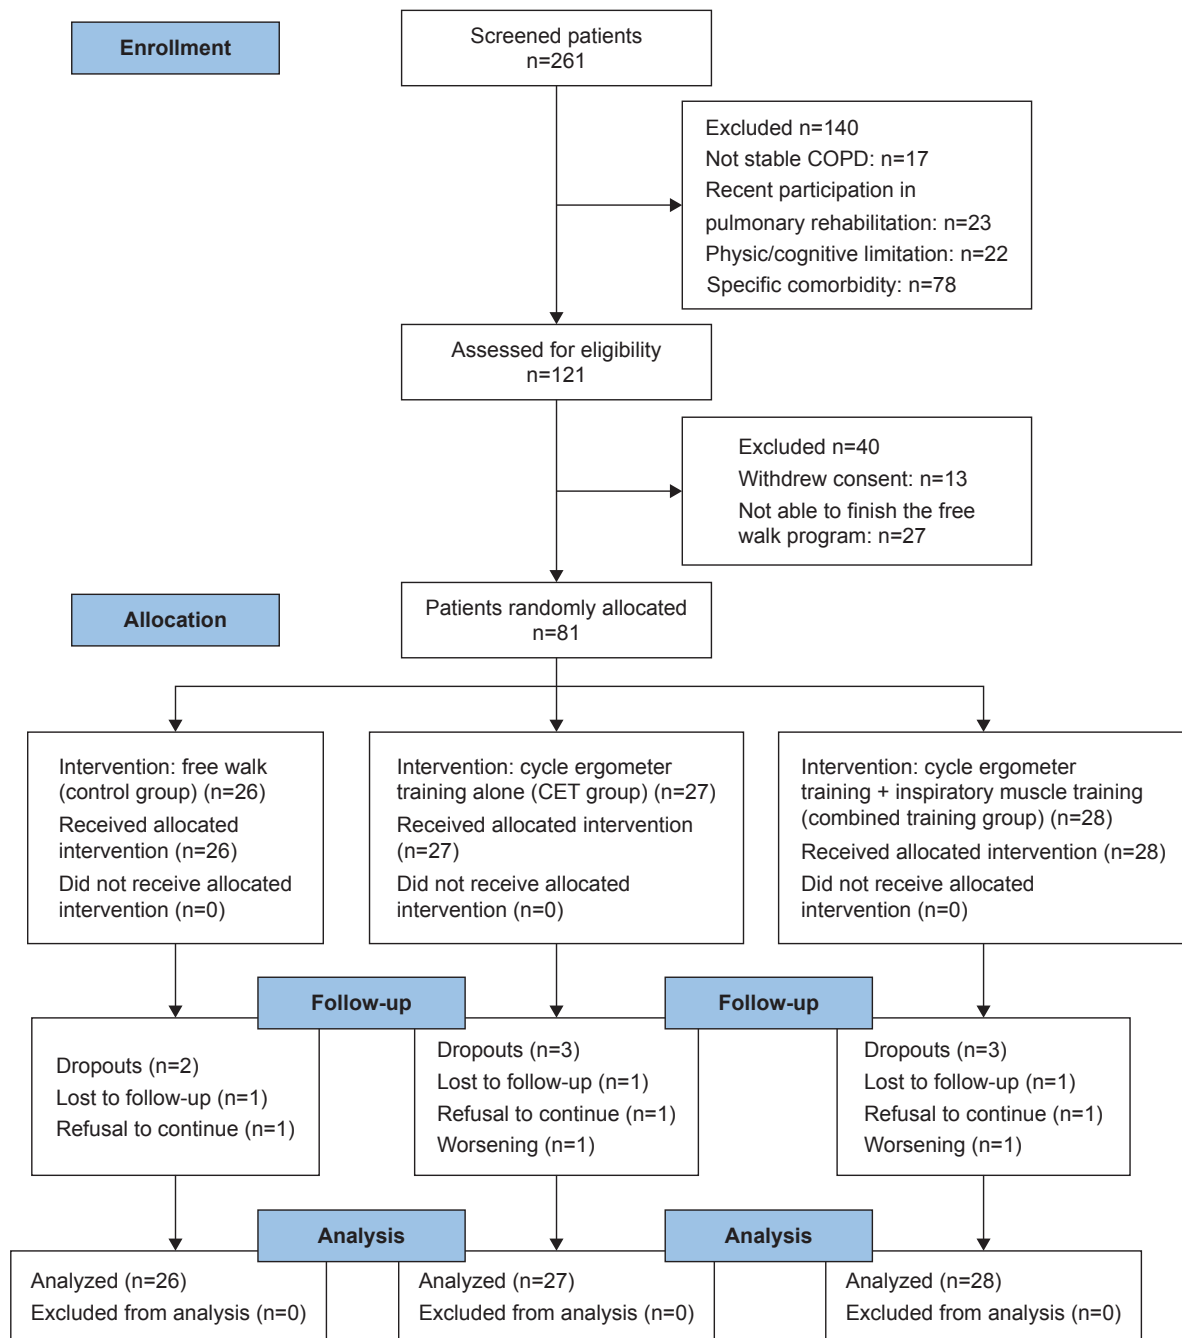 Enrollment
Screened patients
n=261
Excluded n=140
Not stable COPD: n=17
Recent participation in
pulmonary rehabilitation: n=23
Physic/cognitive limitation: n=22
Specific comorbidity: n=78
Assessed for eligibility
n=121
Excluded n=40
Withdrew consent: n=13
Not able to finish the free
walk program: n=27
Allocation
Patients randomly allocated
n=81
Intervention: free walk
(control group) (n=26)
Received allocated
intervention (n=26)
Did not receive allocated
intervention (n=0)
Intervention: cycle ergometer
training alone (CET group) (n=27)
Received allocated intervention
(n=27)
Did not receive allocated
intervention (n=0)
Intervention: cycle ergometer
training + inspiratory muscle training
(combined training group) (n=28)
Received allocated intervention (n=28)
Did not receive allocated
intervention (n=0)
Follow-up
Follow-up
Dropouts (n=2)
Lost to follow-up (n=1)
Refusal to continue (n=1)
Dropouts (n=3)
Lost to follow-up (n=1)
Refusal to continue (n=1)
Worsening (n=1)
Dropouts (n=3)
Lost to follow-up (n=1)
Refusal to continue (n=1)
Worsening (n=1)
Analysis
Analysis
Analyzed (n=26)
Excluded from analysis (n=0)
Analyzed (n=27)
Excluded from analysis (n=0)
Analyzed (n=28)
Excluded from analysis (n=0)